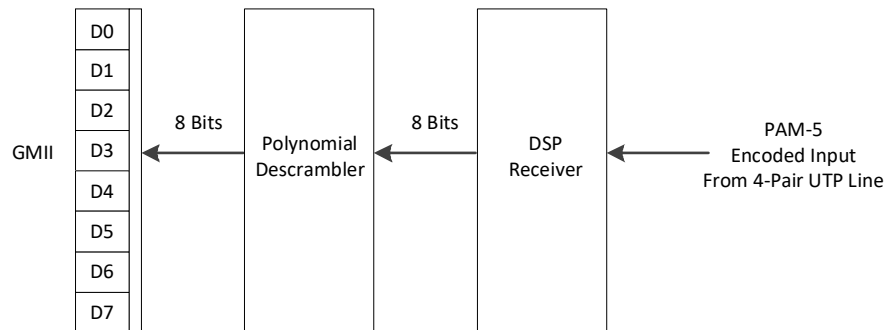 GMII
D0
D1
D2
D3
D4
D5
D6
D7
8 Bits
Polynomial
Descrambler
8 Bits
DSP
Receiver
PAM-5
Encoded Input
From 4-Pair UTP Line